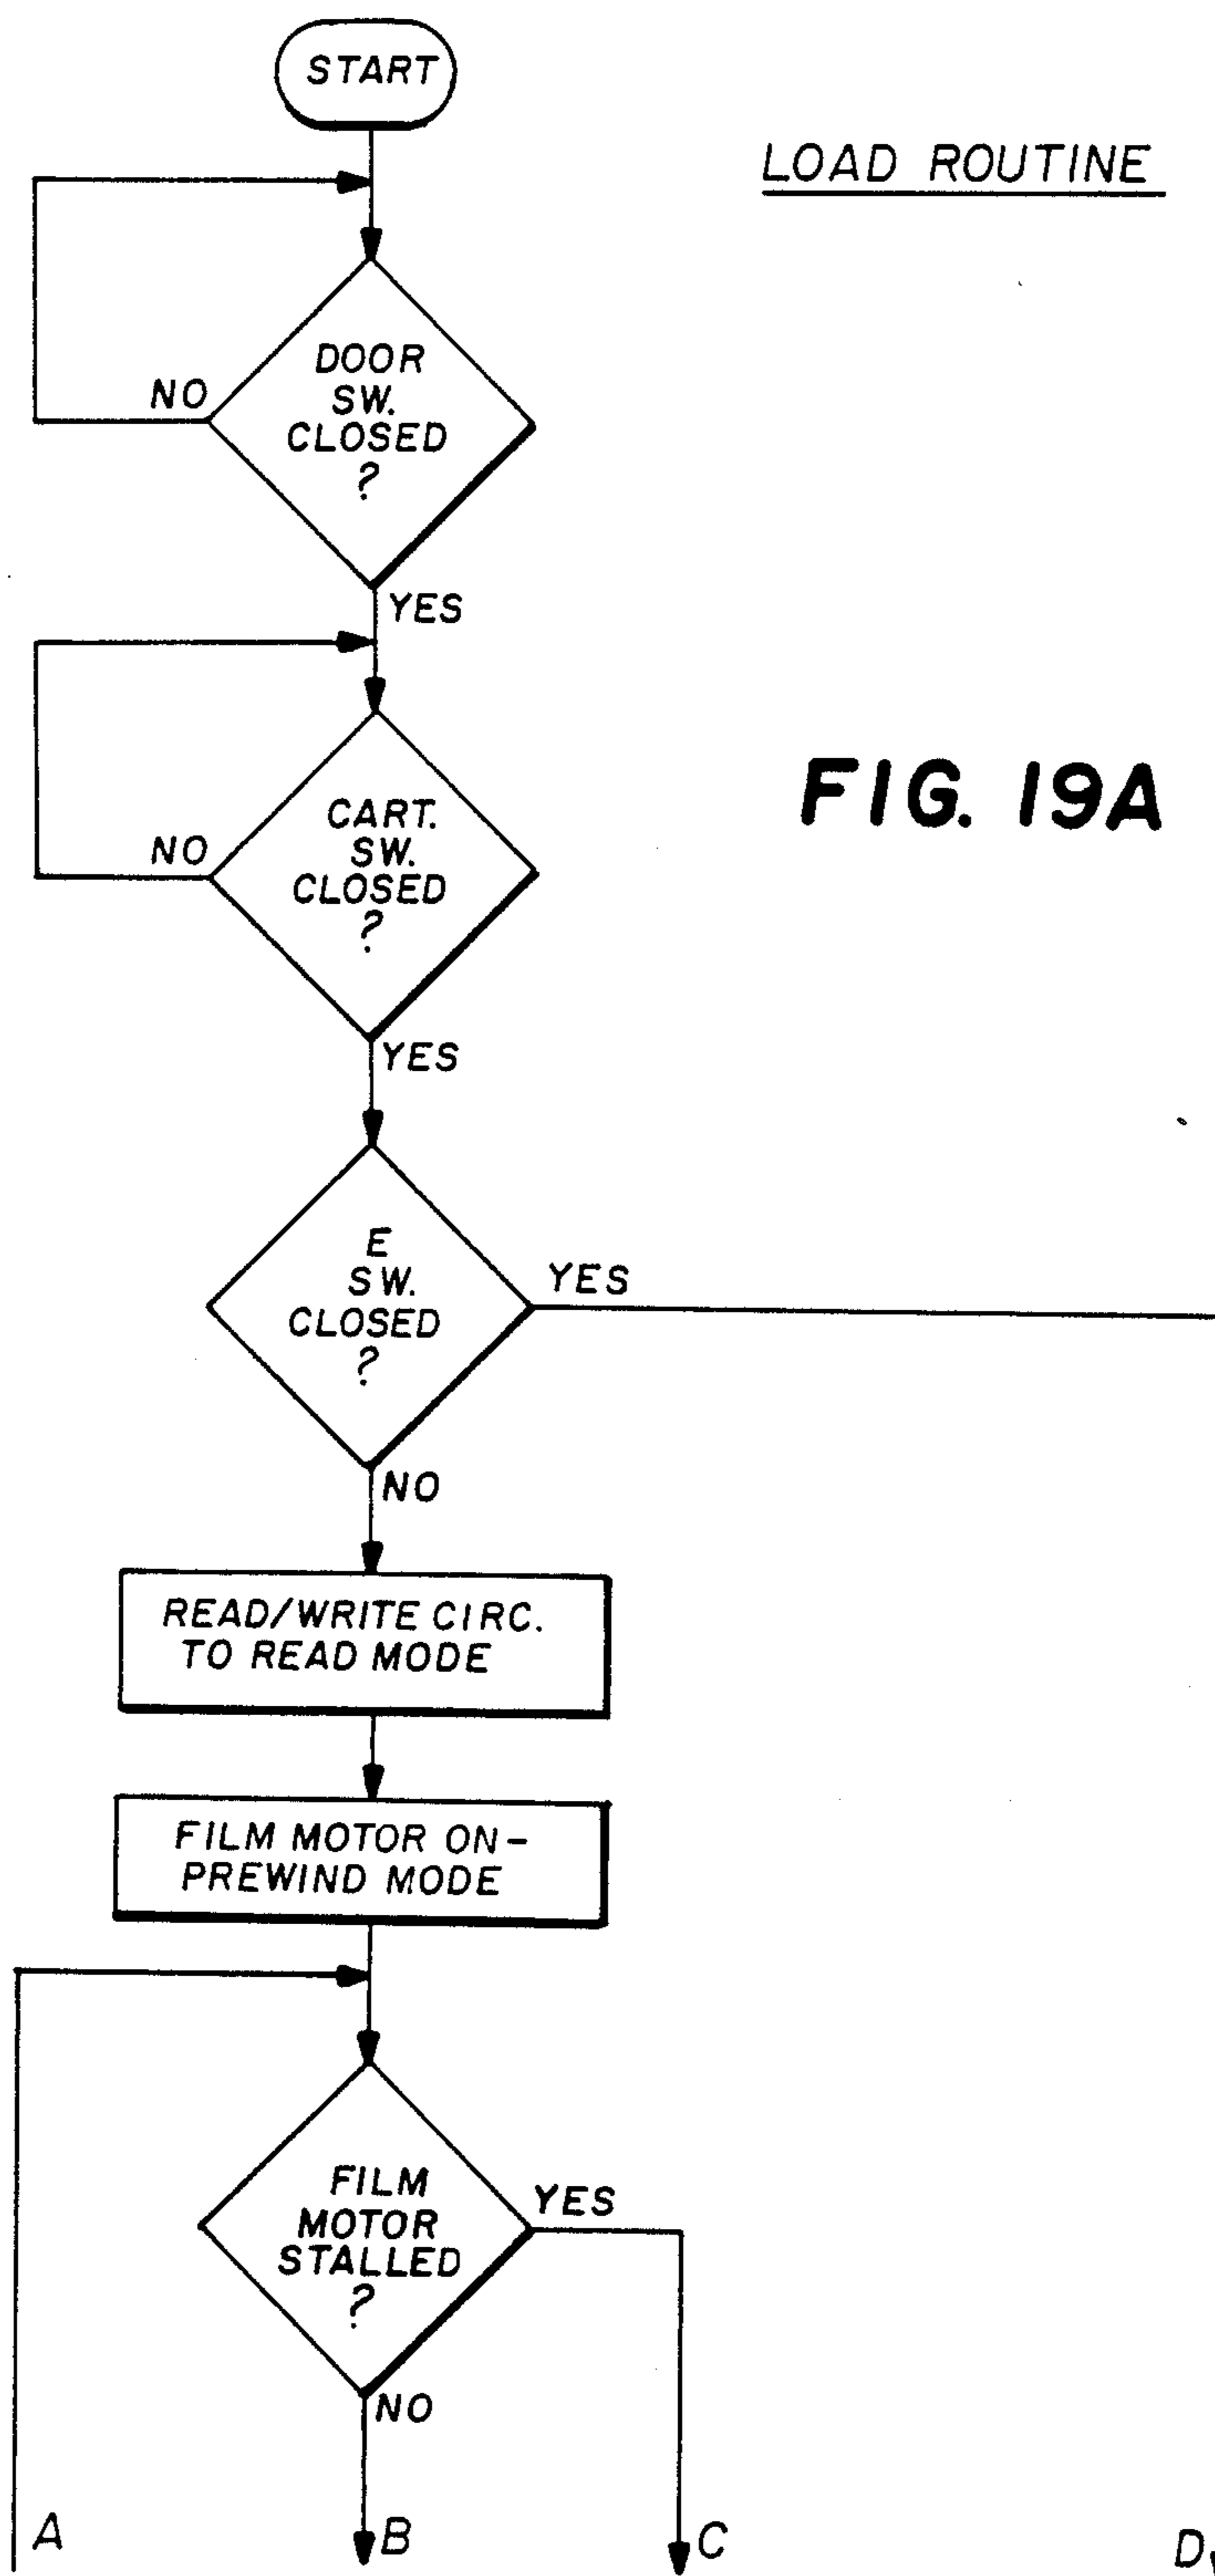 START
LOAD ROUTINE
DOOR
SW.
CLOSED
?
NO
YES
FIG. 19A
CART.
SW.
CLOSED
?
NO
YES
E
SW.
CLOSED
?
YES
NO
READ/WRITE CIRC.
TO READ MODE
FILM MOTOR ON-
PREWIND MODE
FILM
MOTOR
STALLED
?
YES
NO
A
B
C
D